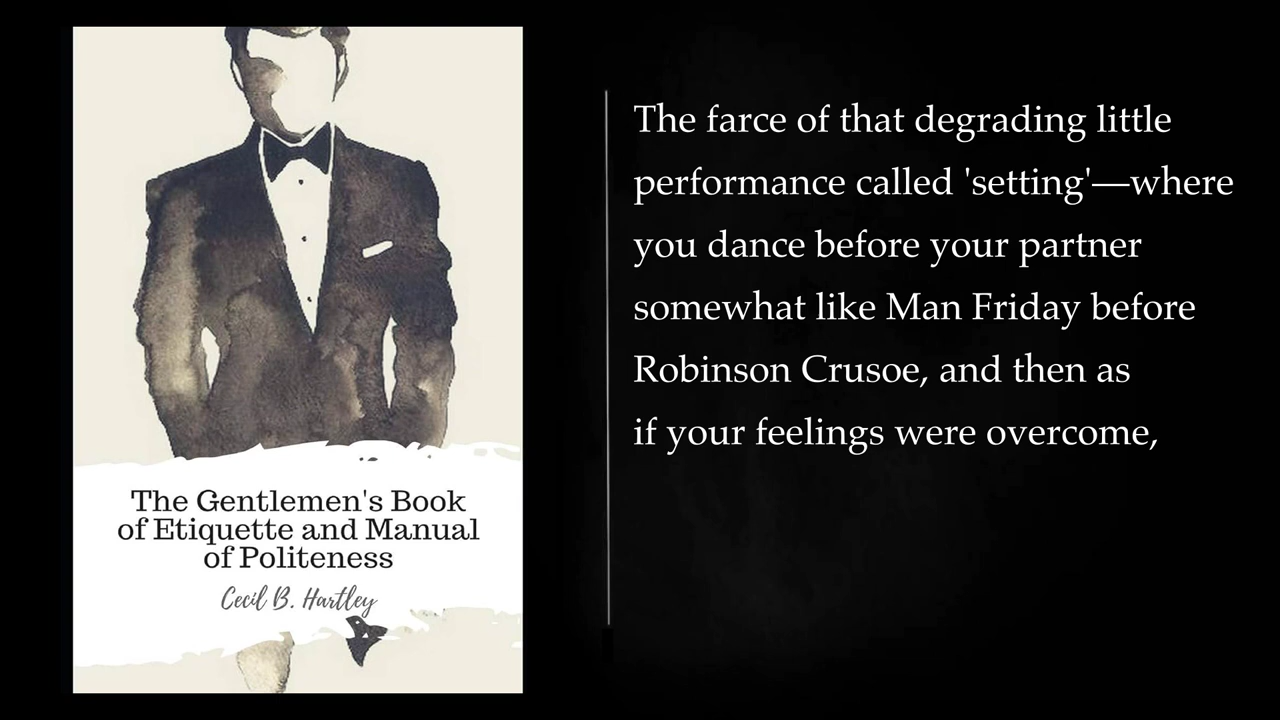 The Gentlemen's Book
of Etiquette and Manual
of Politeness
Cecil B. Hartley
The farce of that degrading little
performance called 'setting'—where
you dance before your partner
somewhat like Man Friday before
Robinson Crusoe, and then as
if your feelings were overcome,